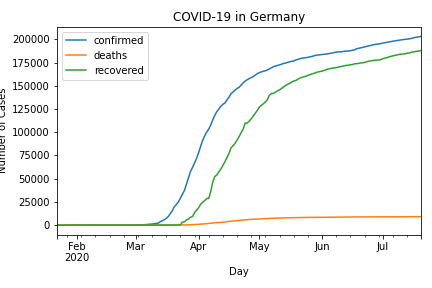 COVID-19 in Germany
confirmed
deaths
recovered
200000
175000
150000
125000
100000
75000
50000
25000
0
Number of Cases
Feb Mar Apr May Jun Jul
2020
Day